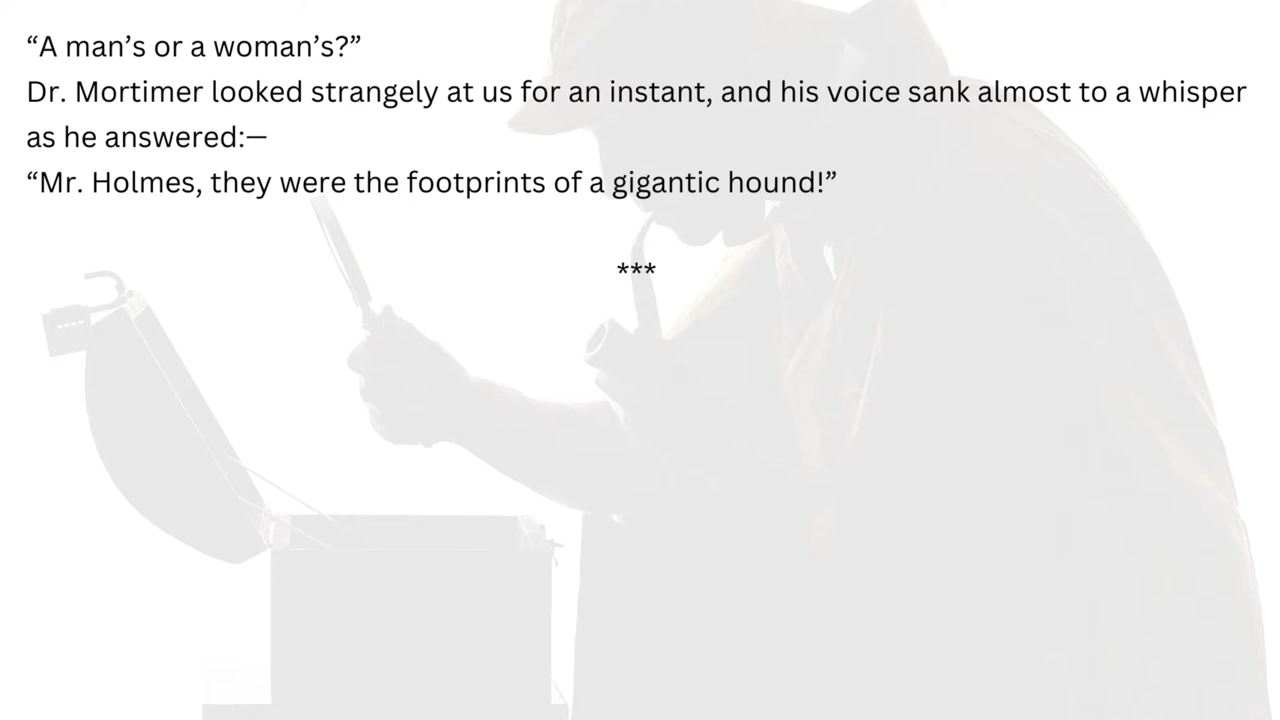 “A man’s or a woman’s?”
Dr. Mortimer looked strangely at us for an instant, and his voice sank almost to a whisper
as he answered:—
“Mr. Holmes, they were the footprints of a gigantic hound!”
***